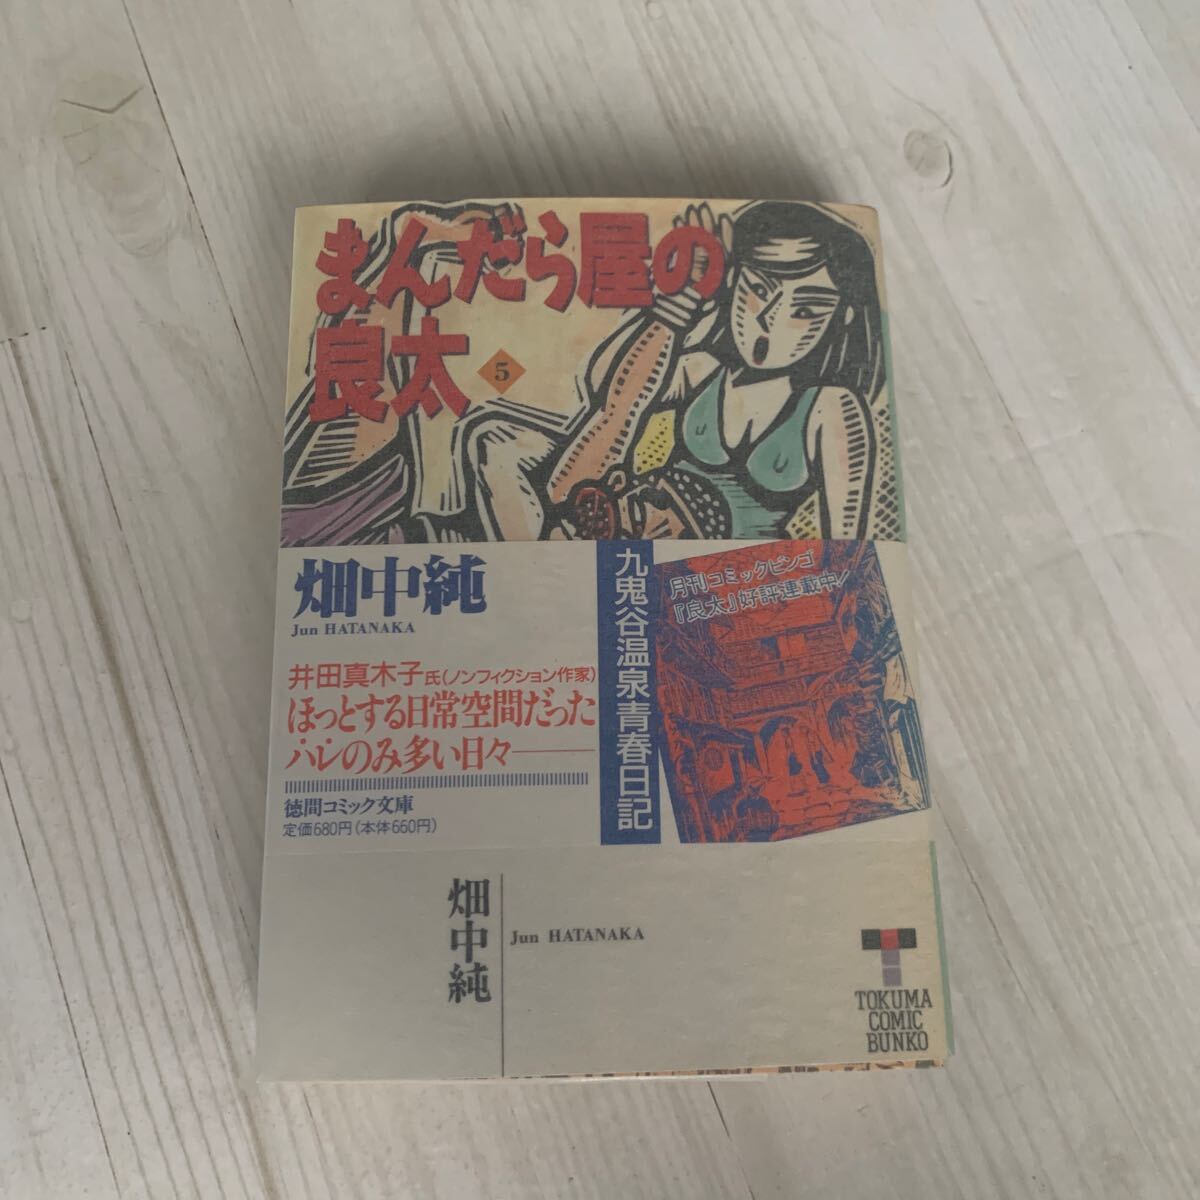 まんだら屋の
良太
5
畑中純
Jun HATANAKA
井田真木子氏(ノンフィクション作家)
ほっとする日常空間だった
ハレのみ多い日々――
徳間コミック文庫
定価680円(本体660円)
九鬼谷温泉青春日記
月刊コミックビンゴ
『良太』好評連載中!
畑中純
Jun HATANAKA
TOKUMA
COMIC
BUNKO